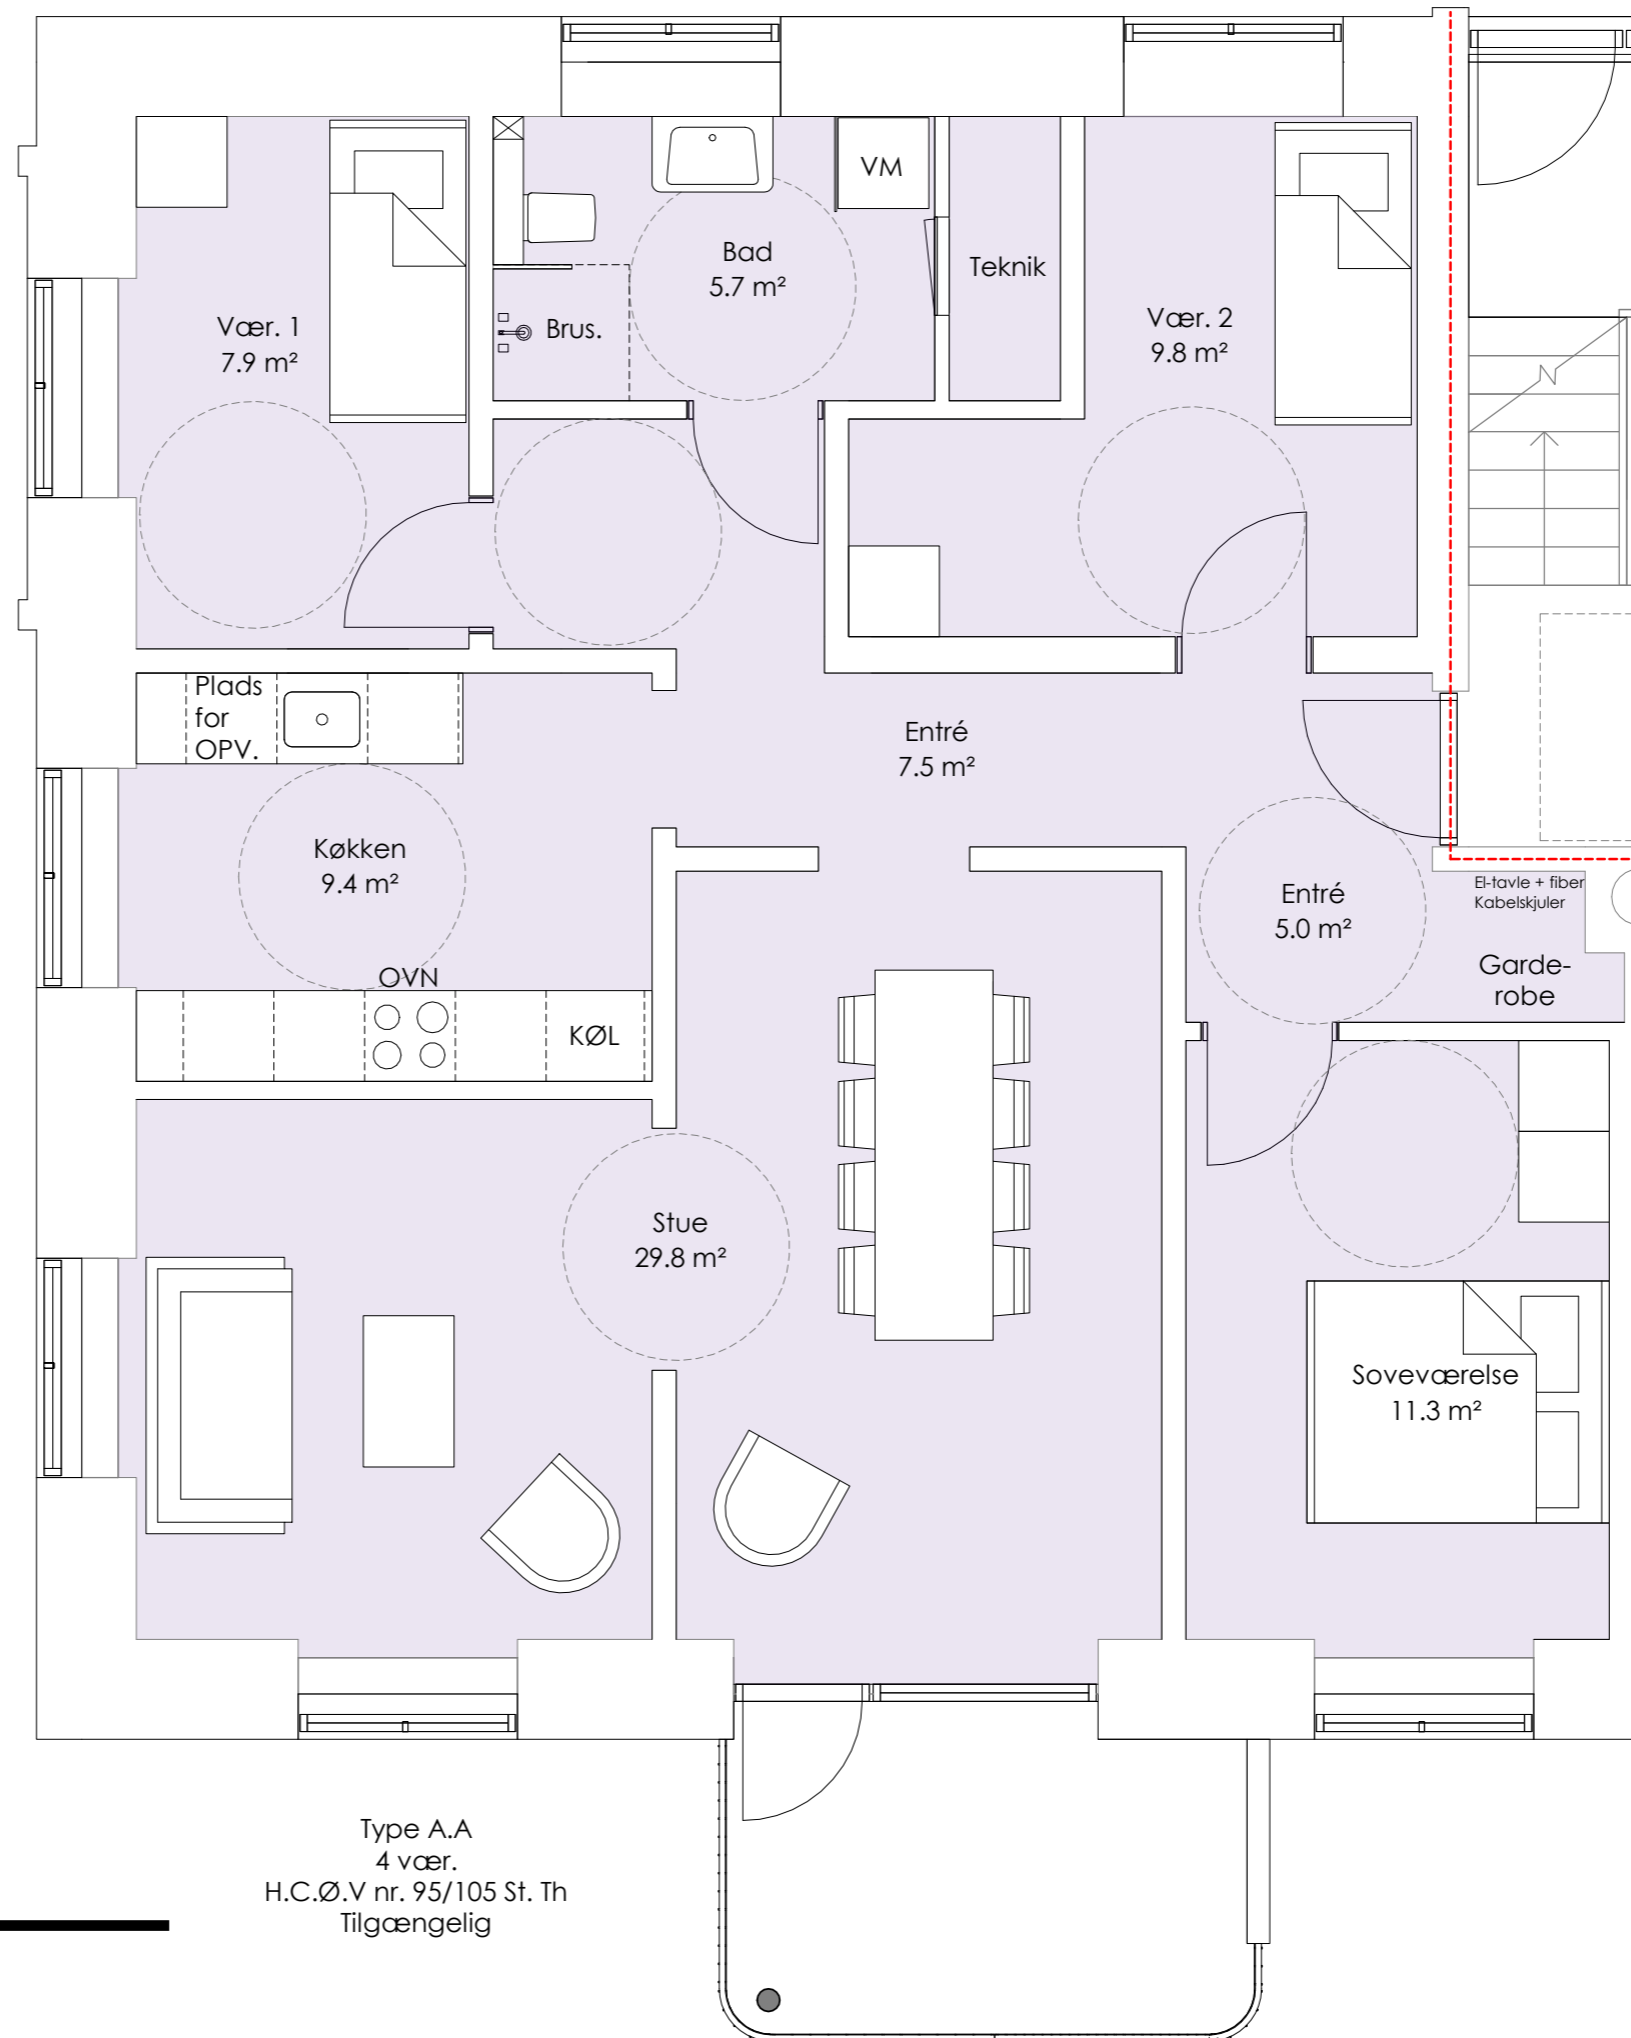 VM
Bad
5.7 m²
Teknik
Vær. 1
7.9 m²
Brus.
Vær. 2
9.8 m²
Plads
for
OPV.
Entré
7.5 m²
Køkken
9.4 m²
El-tavle + fiber
Kabelskjuler
Entré
5.0 m²
Garde-
robe
OVN
KØL
Stue
29.8 m²
Soveværelse
11.3 m²
Type A.A
4 vær.
H.C.Ø.V nr. 95/105 St. Th
Tilgængelig